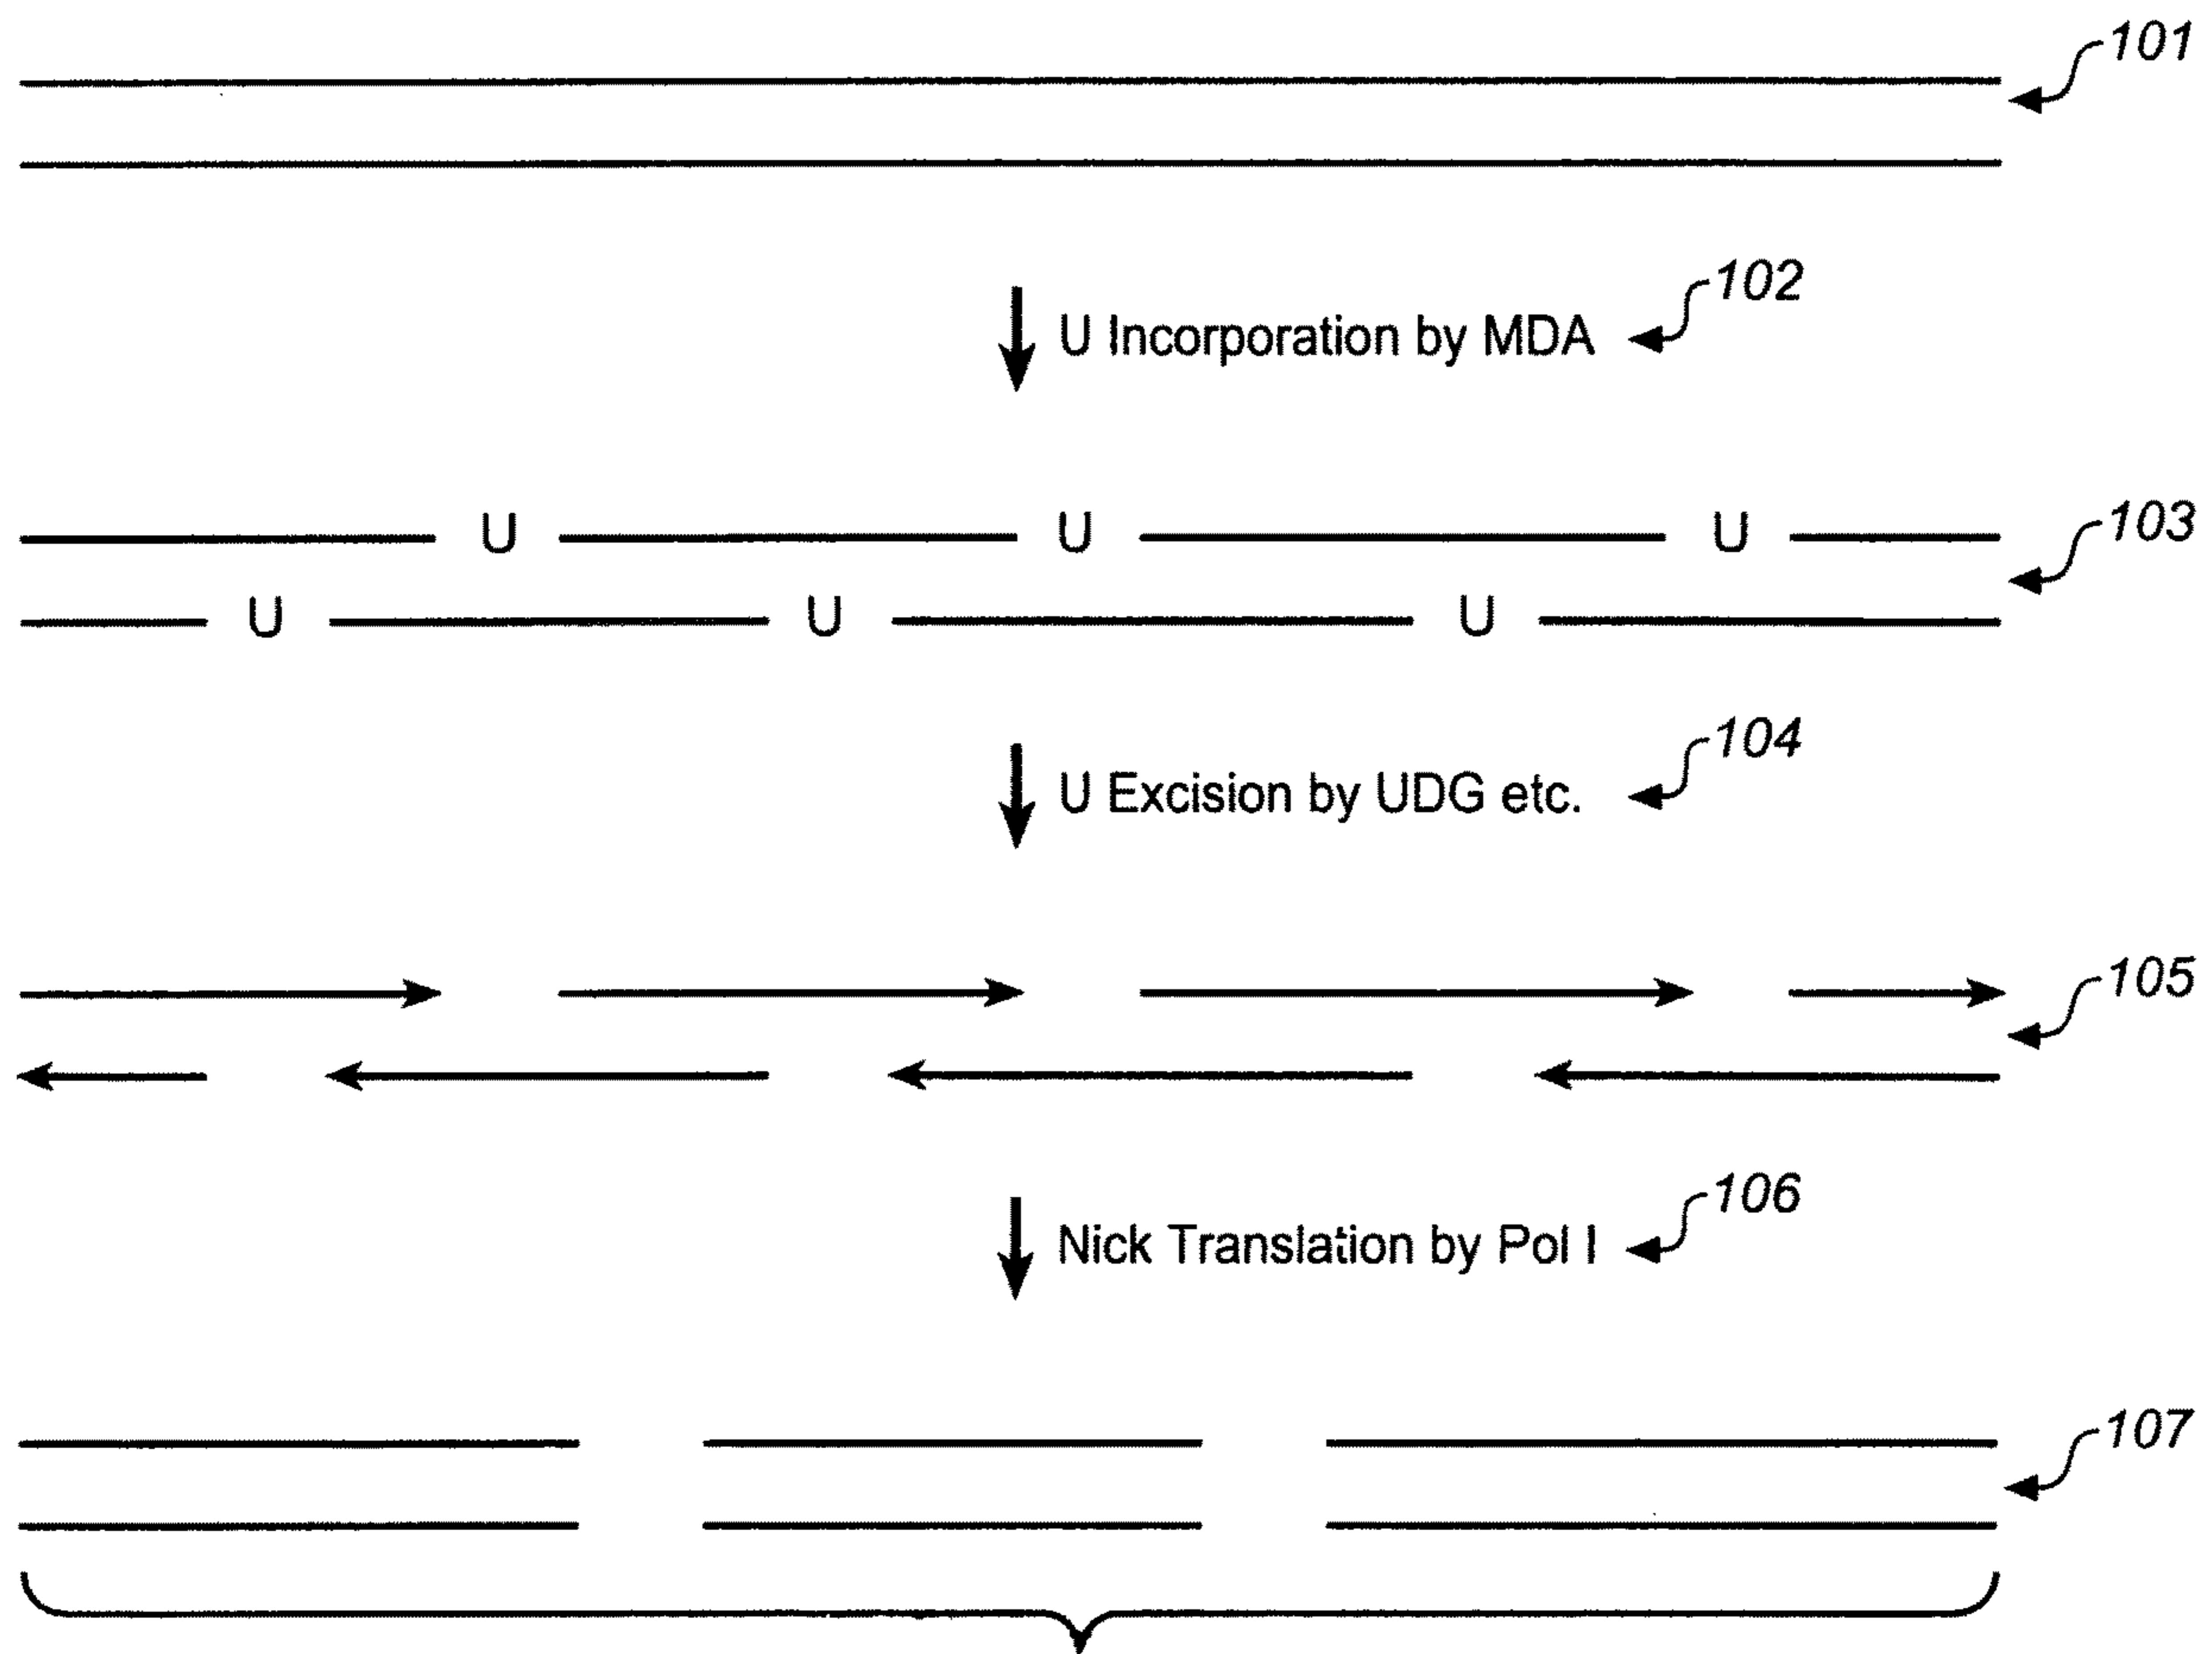 101
U Incorporation by MDA 102
U U U 103
U U U
U Excision by UDG etc. 104
105
Nick Translation by Pol I 106
107